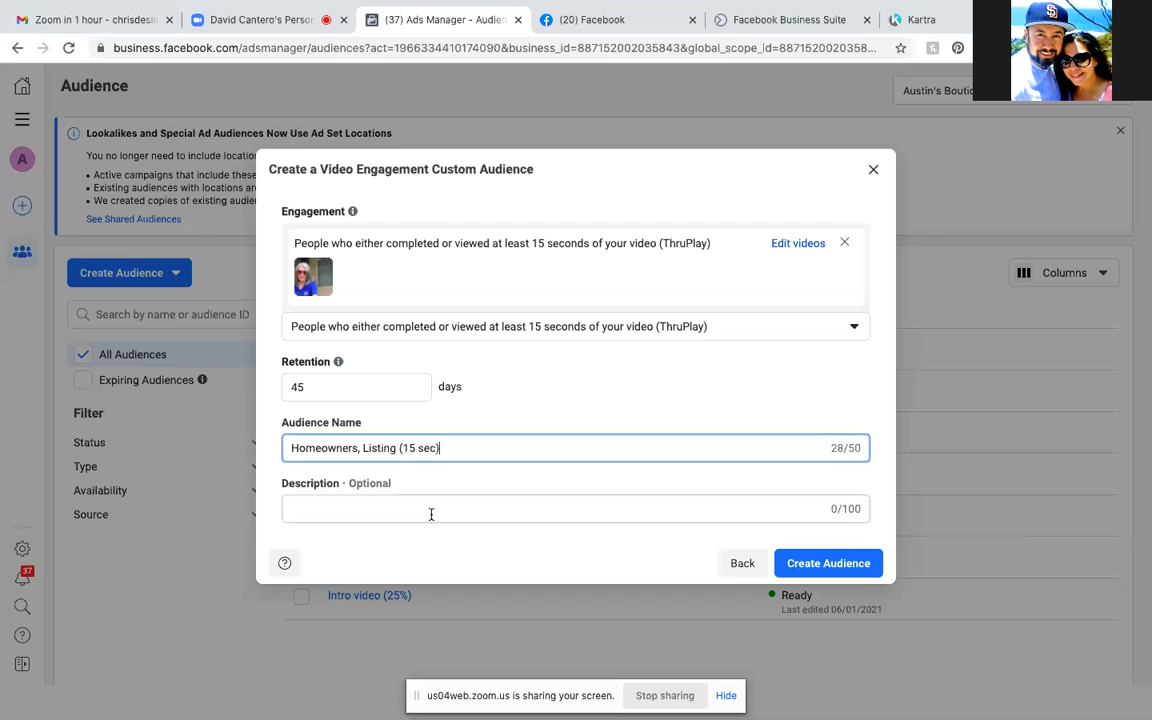 Zoom in 1 hour - chrisdesin
David Cantero's Perso
(37) Ads Manager - Audien
(20) Facebook
Facebook Business Suite
Kartra
business.facebook.com/adsmanager/audiences?act=1966334410174090&business_id=887152002035843&global_scope_id=8871520020358...
Audience
Austin's Boutiq
Lookalikes and Special Ad Audiences Now Use Ad Set Locations
You no longer need to include locatio
Active campaigns that include these
Existing audiences with locations are
We created copies of existing audie
See Shared Audiences
A
Create Audience
Columns
Search by name or audience ID
All Audiences
Expiring Audiences
Filter
Status
Type
Availability
Source
37
Create a Video Engagement Custom Audience
Engagement
People who either completed or viewed at least 15 seconds of your video (ThruPlay)
Edit videos
People who either completed or viewed at least 15 seconds of your video (ThruPlay)
Retention
45
days
Audience Name
Homeowners, Listing (15 sec)
28/50
Description · Optional
0/100
Back
Create Audience
Intro video (25%)
Ready
Last edited 06/01/2021
us04web.zoom.us is sharing your screen.
Stop sharing
Hide